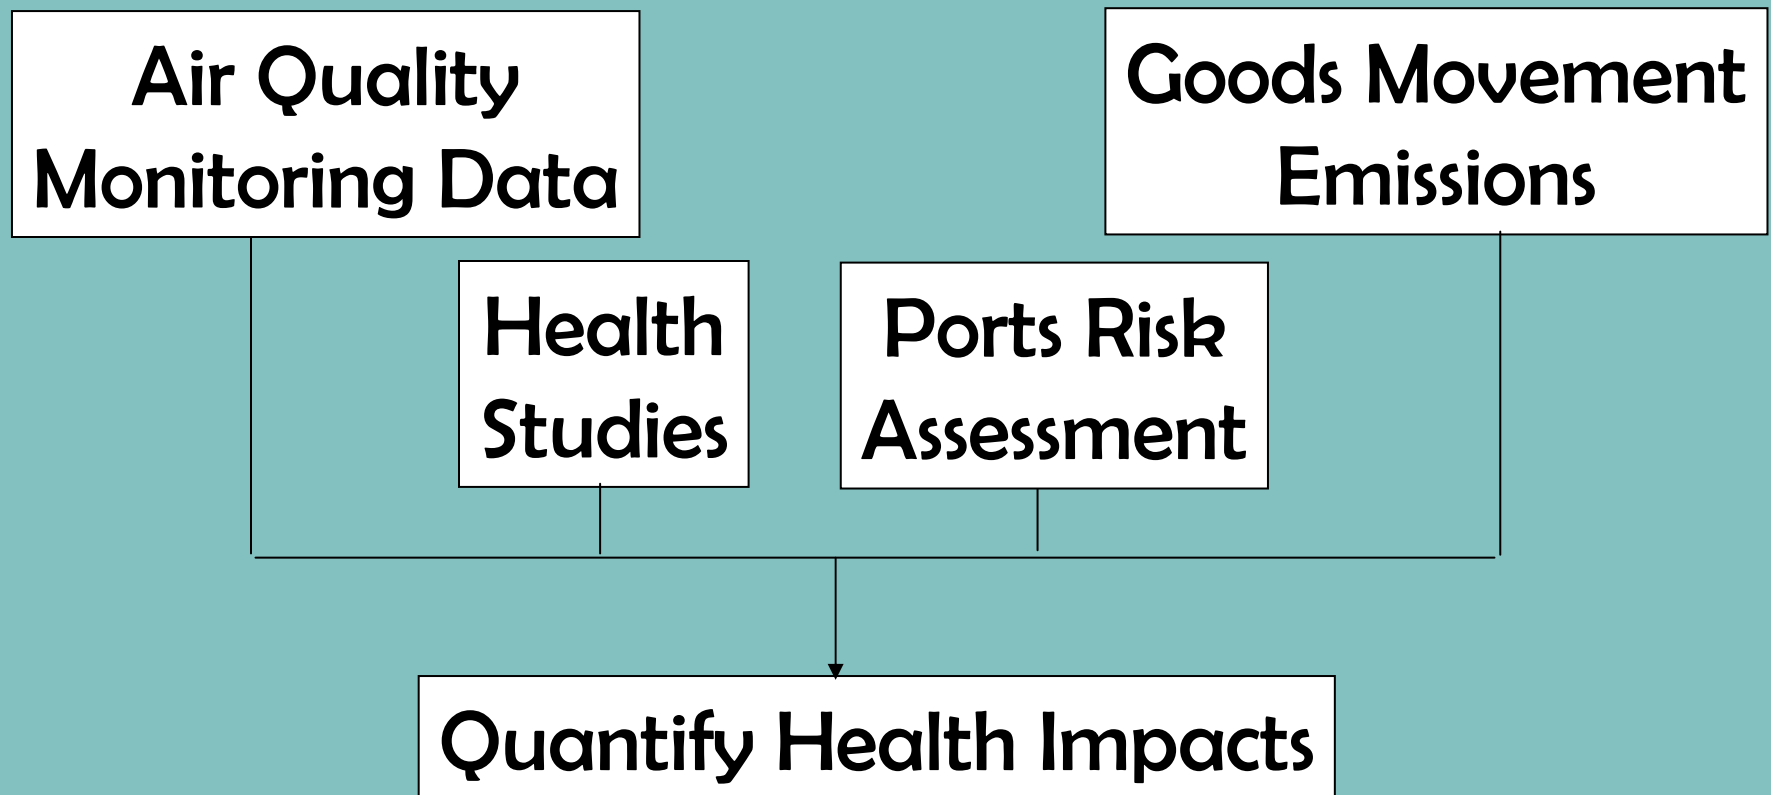 Air Quality
Monitoring Data
Goods Movement
Emissions
Health
Studies
Ports Risk
Assessment
Quantify Health Impacts